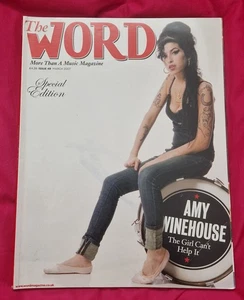 The
WORD
More Than A Music Magazine
Special
Edition
AMY
WINEHOUSE
The Girl Can't
Help It